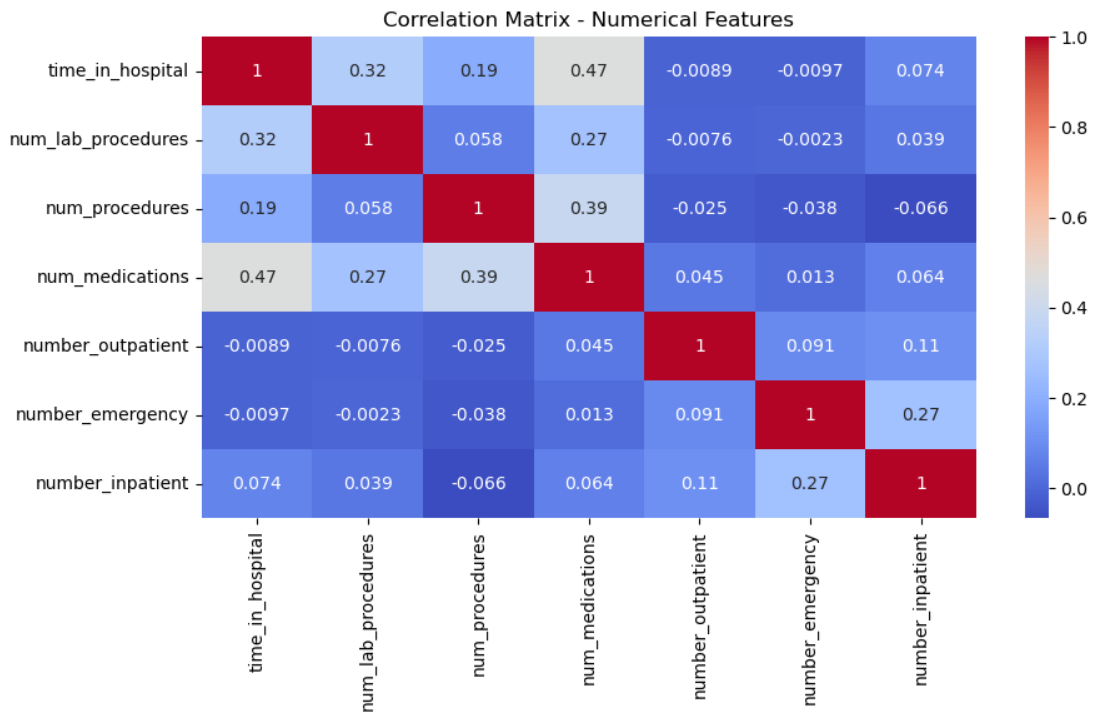 Correlation Matrix - Numerical Features
time_in_hospital 1 0.32 0.19 0.47 -0.0089 -0.0097 0.074
num_lab_procedures 0.32 1 0.058 0.27 -0.0076 -0.0023 0.039
num_procedures 0.19 0.058 1 0.39 -0.025 -0.038 -0.066
num_medications 0.47 0.27 0.39 1 0.045 0.013 0.064
number_outpatient -0.0089 -0.0076 -0.025 0.045 1 0.091 0.11
number_emergency -0.0097 -0.0023 -0.038 0.013 0.091 1 0.27
number_inpatient 0.074 0.039 -0.066 0.064 0.11 0.27 1
time_in_hospital
num_lab_procedures
num_procedures
num_medications
number_outpatient
number_emergency
number_inpatient
1.0
0.8
0.6
0.4
0.2
0.0